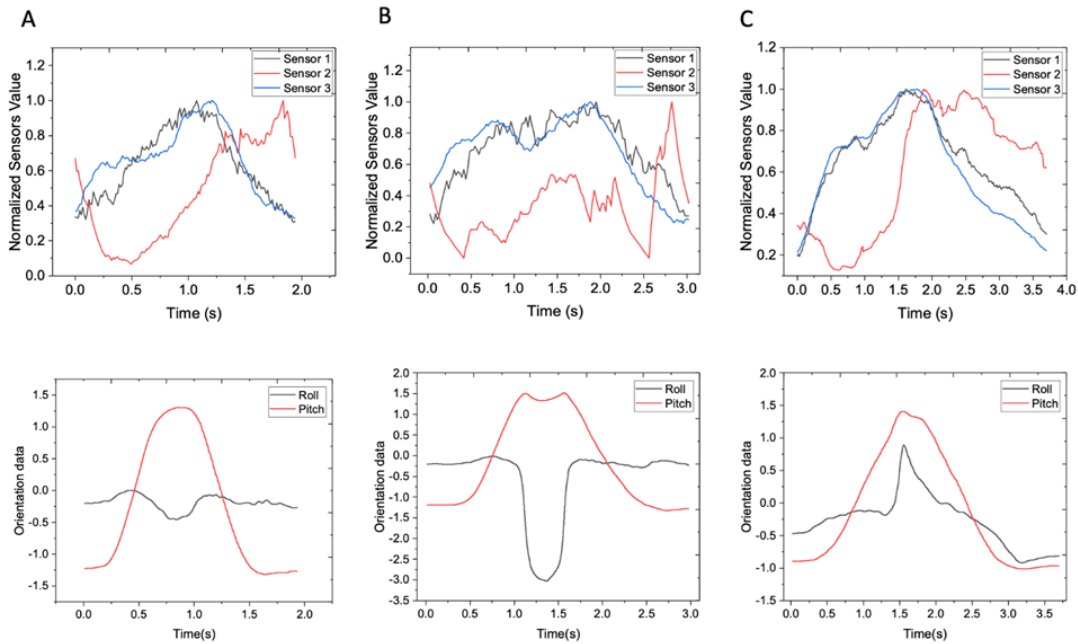 A
B
C
Sensor 1
Sensor 2
Sensor 3
Normalized Sensors Value
1.2
1.0
0.8
0.6
0.4
0.2
0.0
0.0 0.5 1.0 1.5 2.0
Time (s)
Sensor 1
Sensor 2
Sensor 3
Normalized Sensors Value
1.2
1.0
0.8
0.6
0.4
0.2
0.0
0.0 0.5 1.0 1.5 2.0 2.5 3.0
Time (s)
Sensor 1
Sensor 2
Sensor 3
Normalized Sensors Value
1.2
1.0
0.8
0.6
0.4
0.2
0.0 0.5 1.0 1.5 2.0 2.5 3.0 3.5 4.0
Time (s)
Roll
Pitch
Orientation data
1.5
1.0
0.5
0.0
-0.5
-1.0
-1.5
0.0 0.5 1.0 1.5 2.0
Time(s)
Roll
Pitch
Orientation data
2.0
1.5
1.0
0.5
0.0
-0.5
-1.0
-1.5
-2.0
-2.5
-3.0
-3.5
0.0 0.5 1.0 1.5 2.0 2.5 3.0
Time(s)
Roll
Pitch
Orientation data
2.0
1.5
1.0
0.5
0.0
-0.5
-1.0
-1.5
0.0 0.5 1.0 1.5 2.0 2.5 3.0 3.5
Time(s)